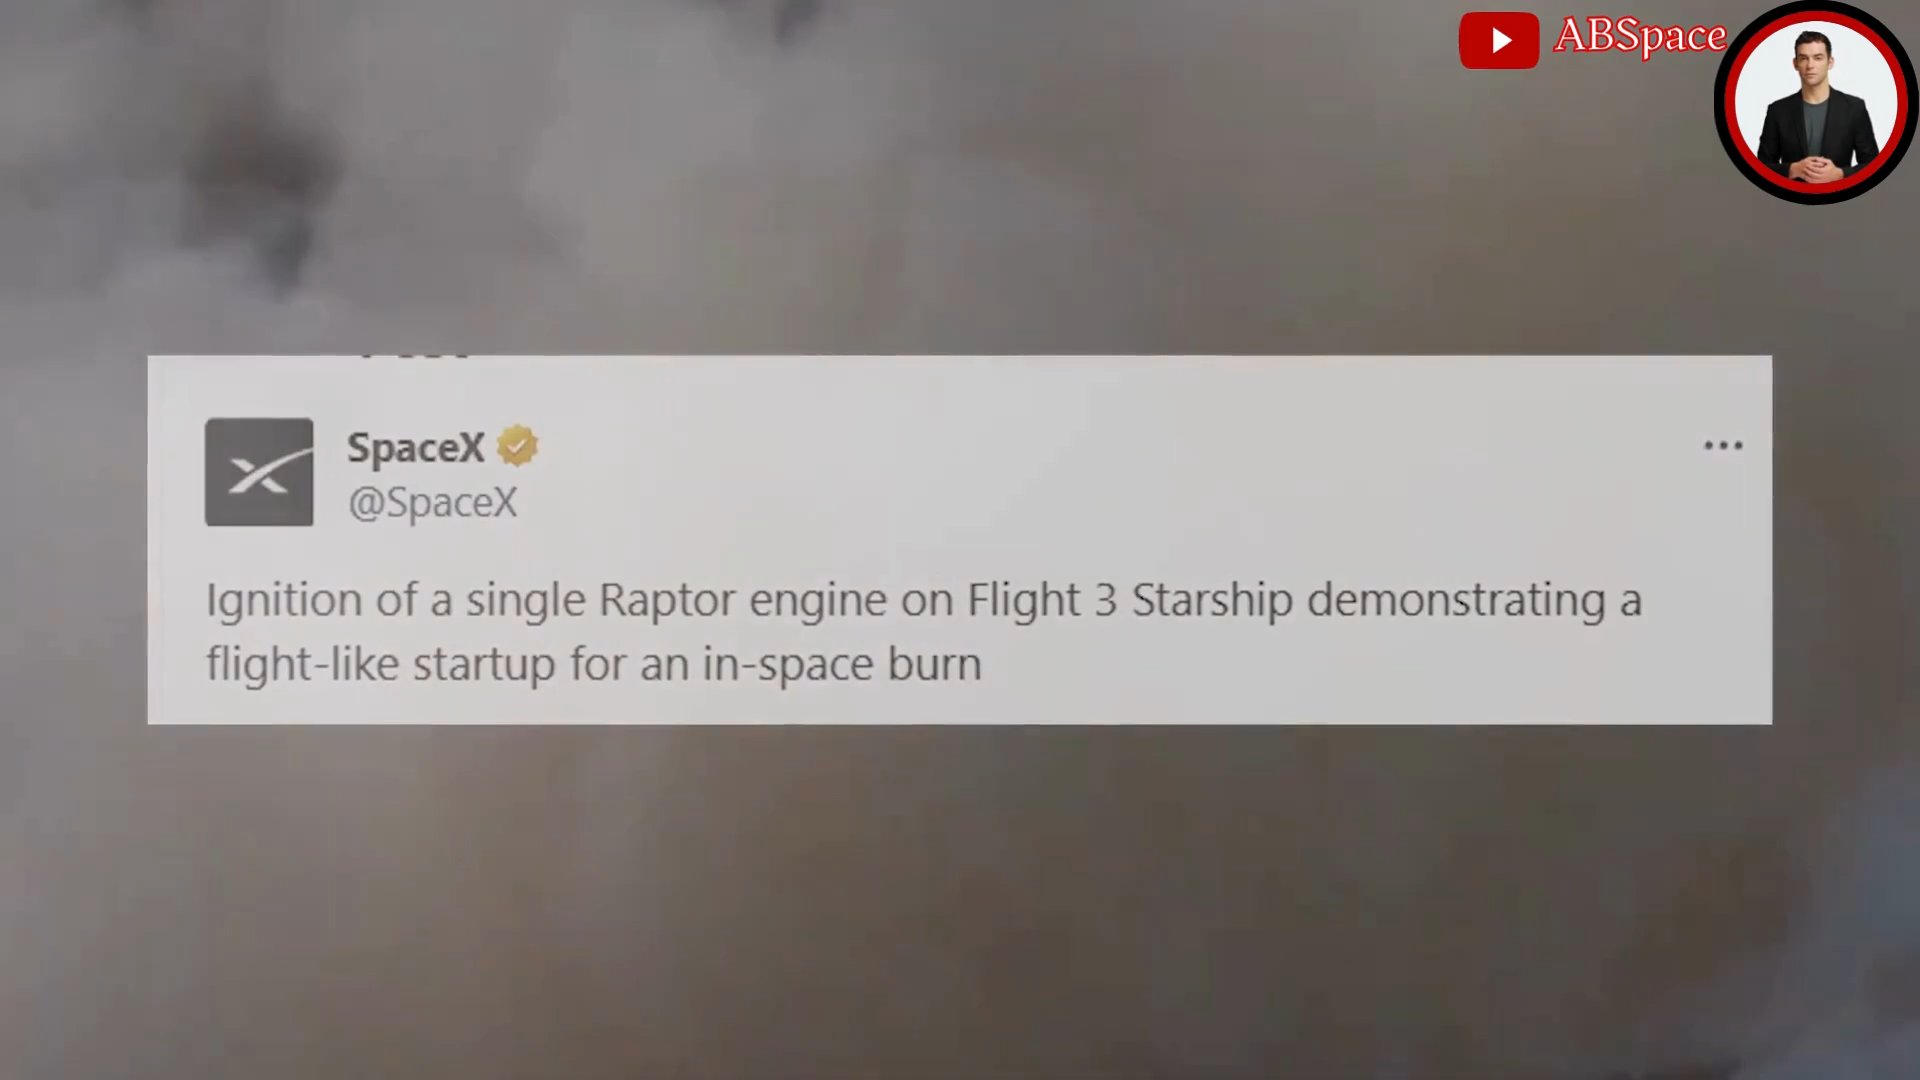 ABSpace
SpaceX
@SpaceX
Ignition of a single Raptor engine on Flight 3 Starship demonstrating a
flight-like startup for an in-space burn